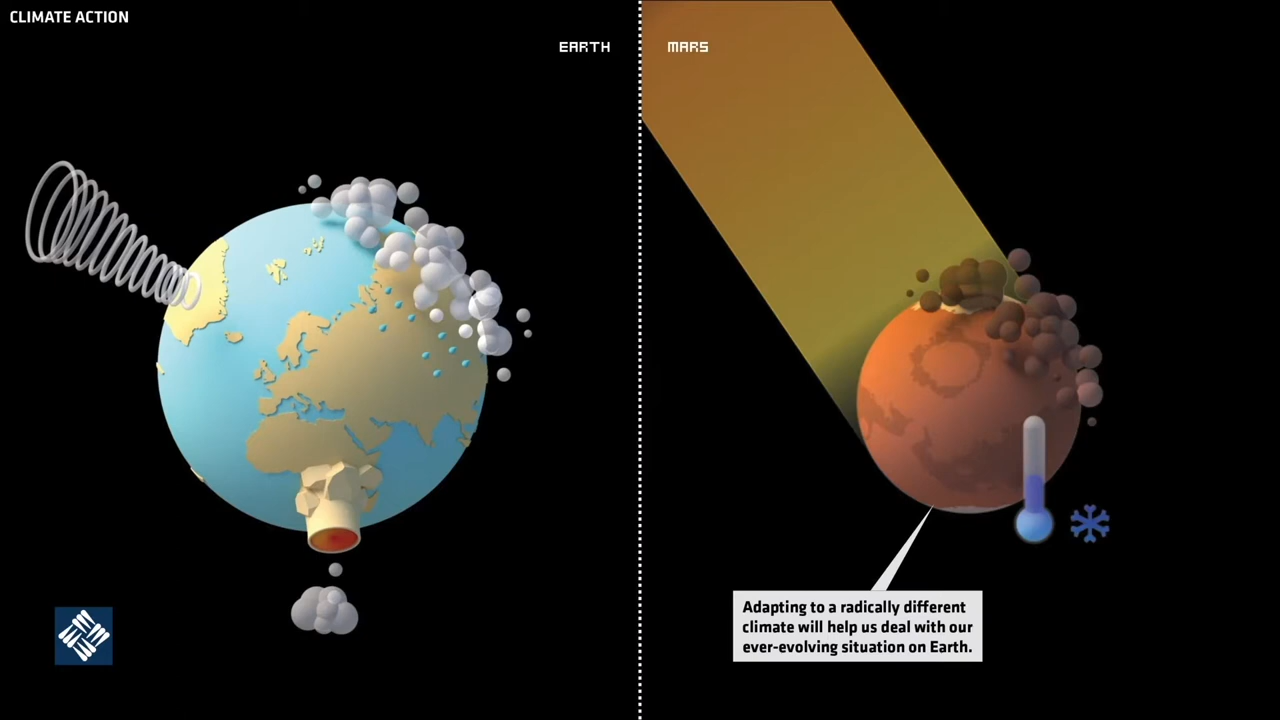 CLIMATE ACTION
EARTH
MARS
Adapting to a radically different
climate will help us deal with our
ever-evolving situation on Earth.